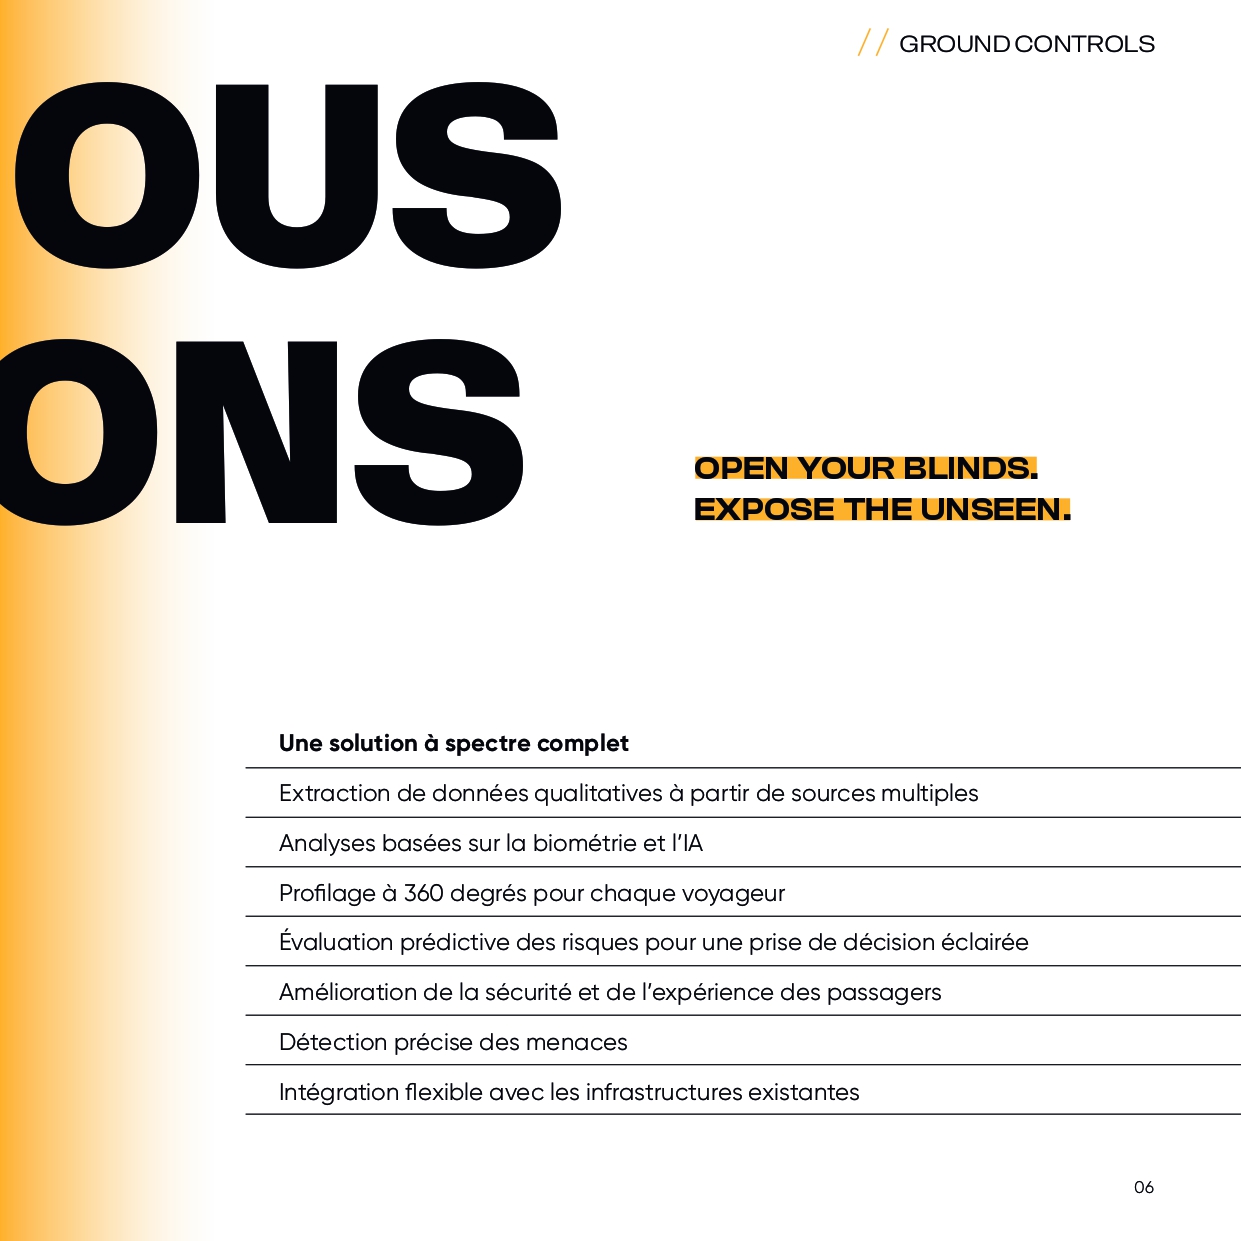 // GROUND CONTROLS
OUS
ONS
OPEN YOUR BLINDS.
EXPOSE THE UNSEEN.
Une solution à spectre complet
Extraction de données qualitatives à partir de sources multiples
Analyses basées sur la biométrie et l’IA
Profilage à 360 degrés pour chaque voyageur
Évaluation prédictive des risques pour une prise de décision éclairée
Amélioration de la sécurité et de l’expérience des passagers
Détection précise des menaces
Intégration flexible avec les infrastructures existantes
06